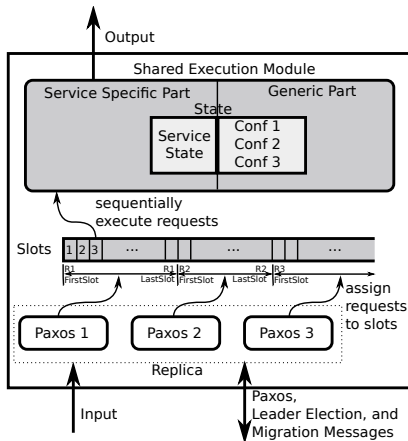 Output
Shared Execution Module
Service Specific Part
Generic Part
State
Service
State
Conf 1
Conf 2
Conf 3
sequentially
execute requests
Slots
1 2 3 ... ... ...
R1 R1 R2 R2 R3
FirstSlot LastSlot FirstSlot LastSlot FirstSlot
assign
requests
to slots
Paxos 1
Paxos 2
Paxos 3
Replica
Input
Paxos,
Leader Election, and
Migration Messages